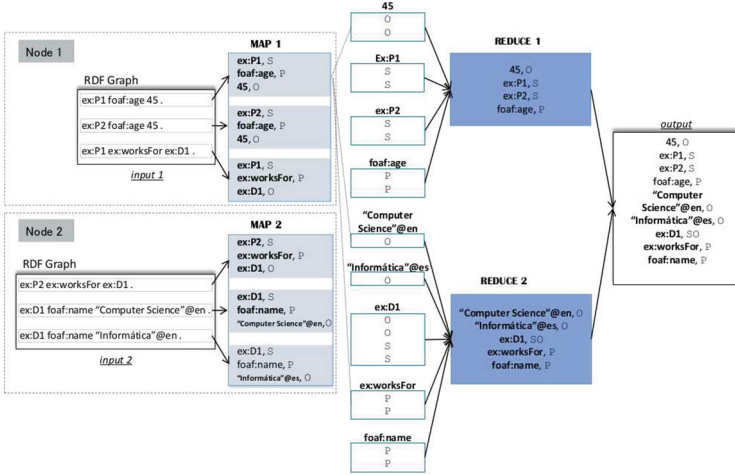 Node 1
RDF Graph
ex:P1 foaf:age 45 .
ex:P2 foaf:age 45 .
ex:P1 ex:worksFor ex:D1 .
input 1
MAP 1
ex:P1, S
foaf:age, P
45, O
ex:P2, S
foaf:age, P
45, O
ex:P1, S
ex:worksFor, P
ex:D1, O
Node 2
RDF Graph
ex:P2 ex:worksFor ex:D1 .
ex:D1 foaf:name “Computer Science”@en .
ex:D1 foaf:name “Informática”@en .
input 2
MAP 2
ex:P2, S
ex:worksFor, P
ex:D1, O
ex:D1, S
foaf:name, P
“Computer Science”@en, O
ex:D1, S
foaf:name, P
“Informática”@es, O
45
O
O
Ex:P1
S
S
ex:P2
S
S
foaf:age
P
P
“Computer
Science”@en
O
“Informática”@es
O
ex:D1
O
O
S
S
ex:worksFor
P
P
foaf:name
P
P
REDUCE 1
45, O
ex:P1, S
ex:P2, S
foaf:age, P
REDUCE 2
“Computer Science”@en, O
“Informática”@es, O
ex:D1, SO
ex:worksFor, P
foaf:name, P
output
45, O
ex:P1, S
ex:P2, S
foaf:age, P
“Computer
Science”@en, O
“Informática”@es, O
ex:D1, SO
ex:worksFor, P
foaf:name, P